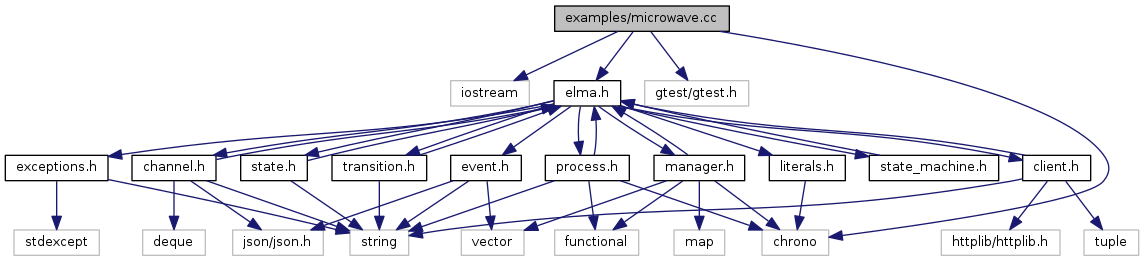 examples/microwave.cc
iostream
elma.h
gtest/gtest.h
exceptions.h
channel.h
state.h
transition.h
event.h
process.h
manager.h
literals.h
state_machine.h
client.h
stdexcept
deque
json/json.h
string
vector
functional
map
chrono
httplib/httplib.h
tuple